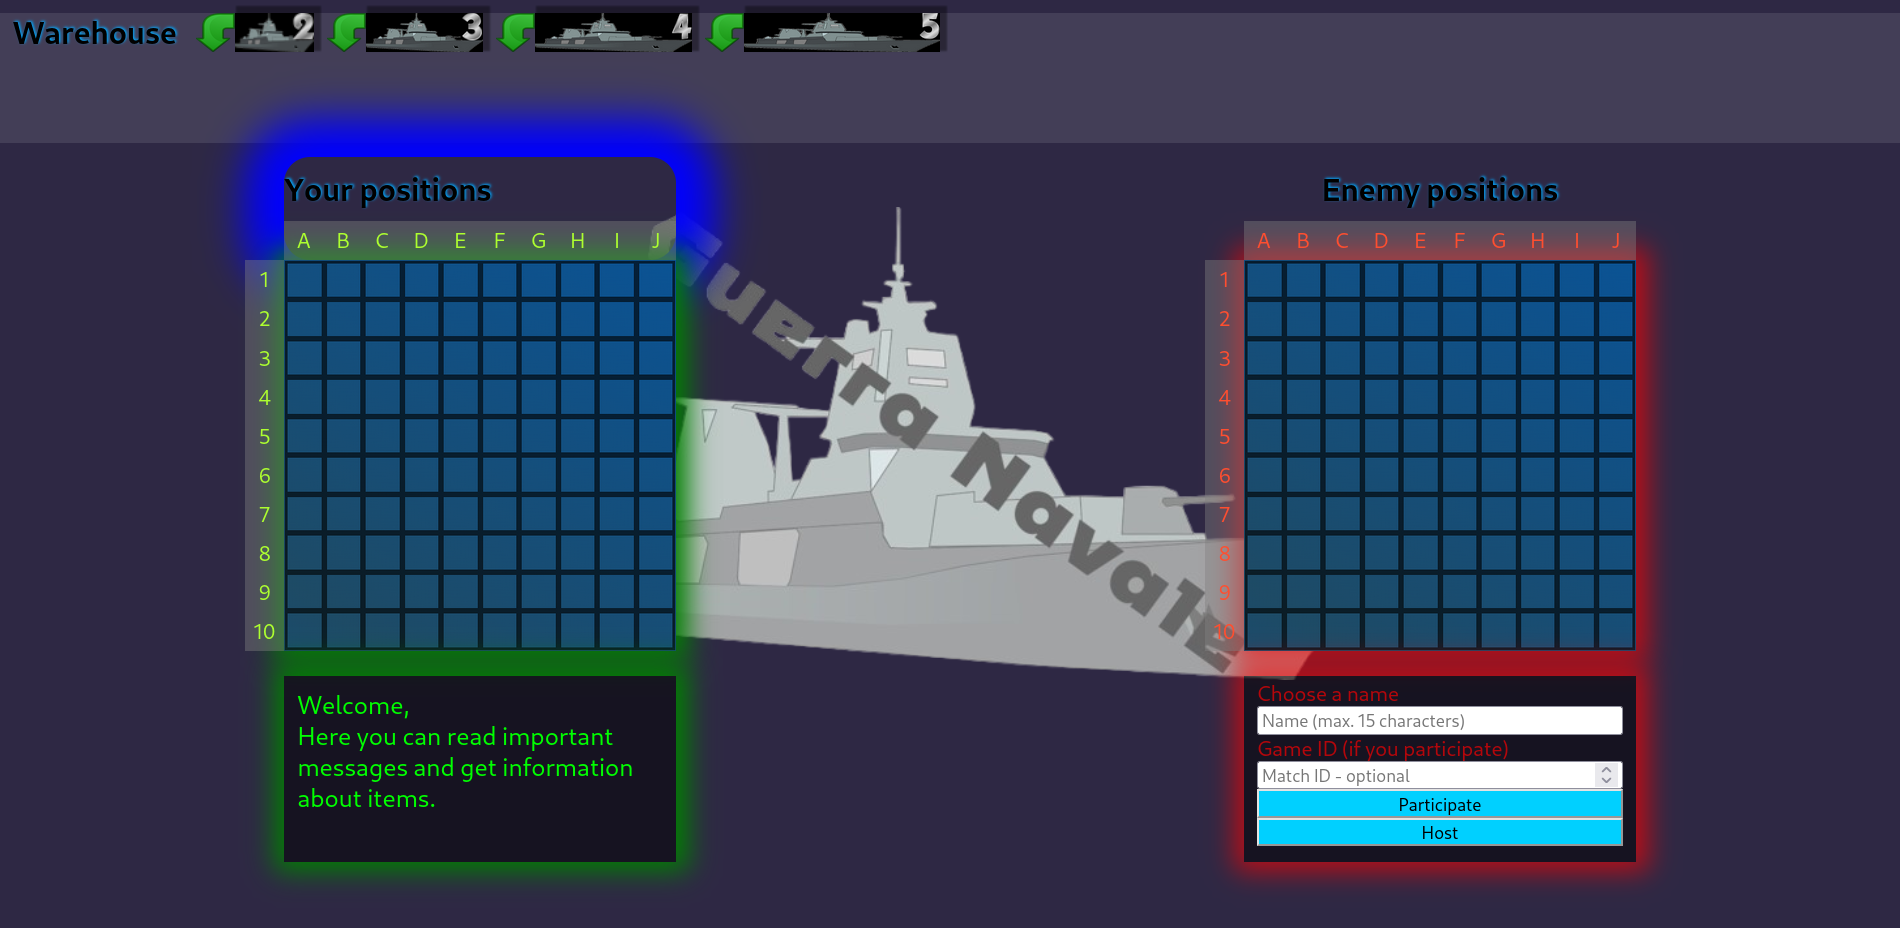 Warehouse 2 3 4 5
Your positions
A B C D E F G H I J
1
2
3
4
5
6
7
8
9
10
Welcome,
Here you can read important
messages and get information
about items.
Guerra Navale
Enemy positions
A B C D E F G H I J
1
2
3
4
5
6
7
8
9
10
Choose a name
Name (max. 15 characters)
Game ID (if you participate)
Match ID - optional
Participate
Host